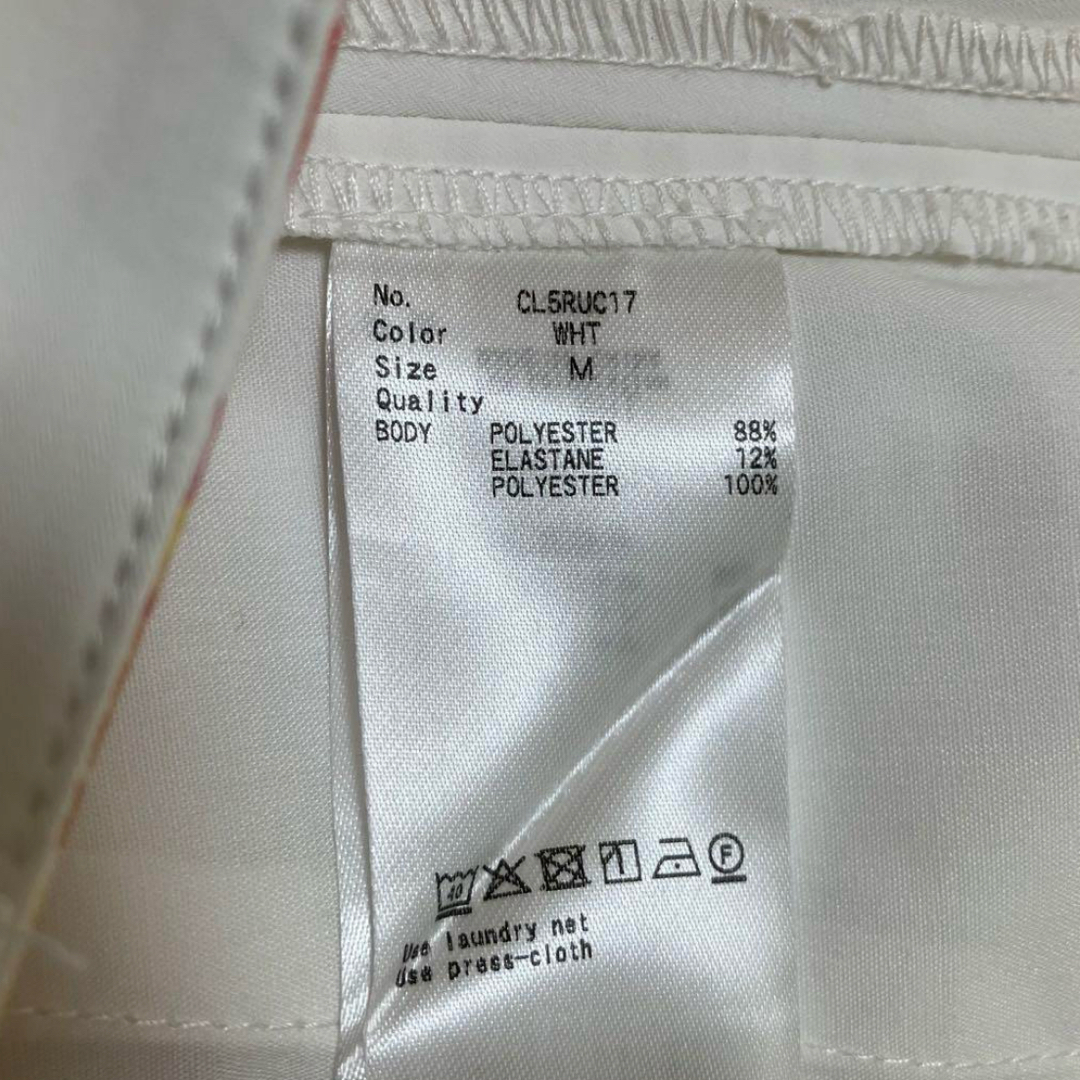 No. CL5RUC17
Color WHT
Size M
Quality
BODY POLYESTER 88%
ELASTANE 12%
POLYESTER 100%
40 F
Use laundry net
Use press-cloth